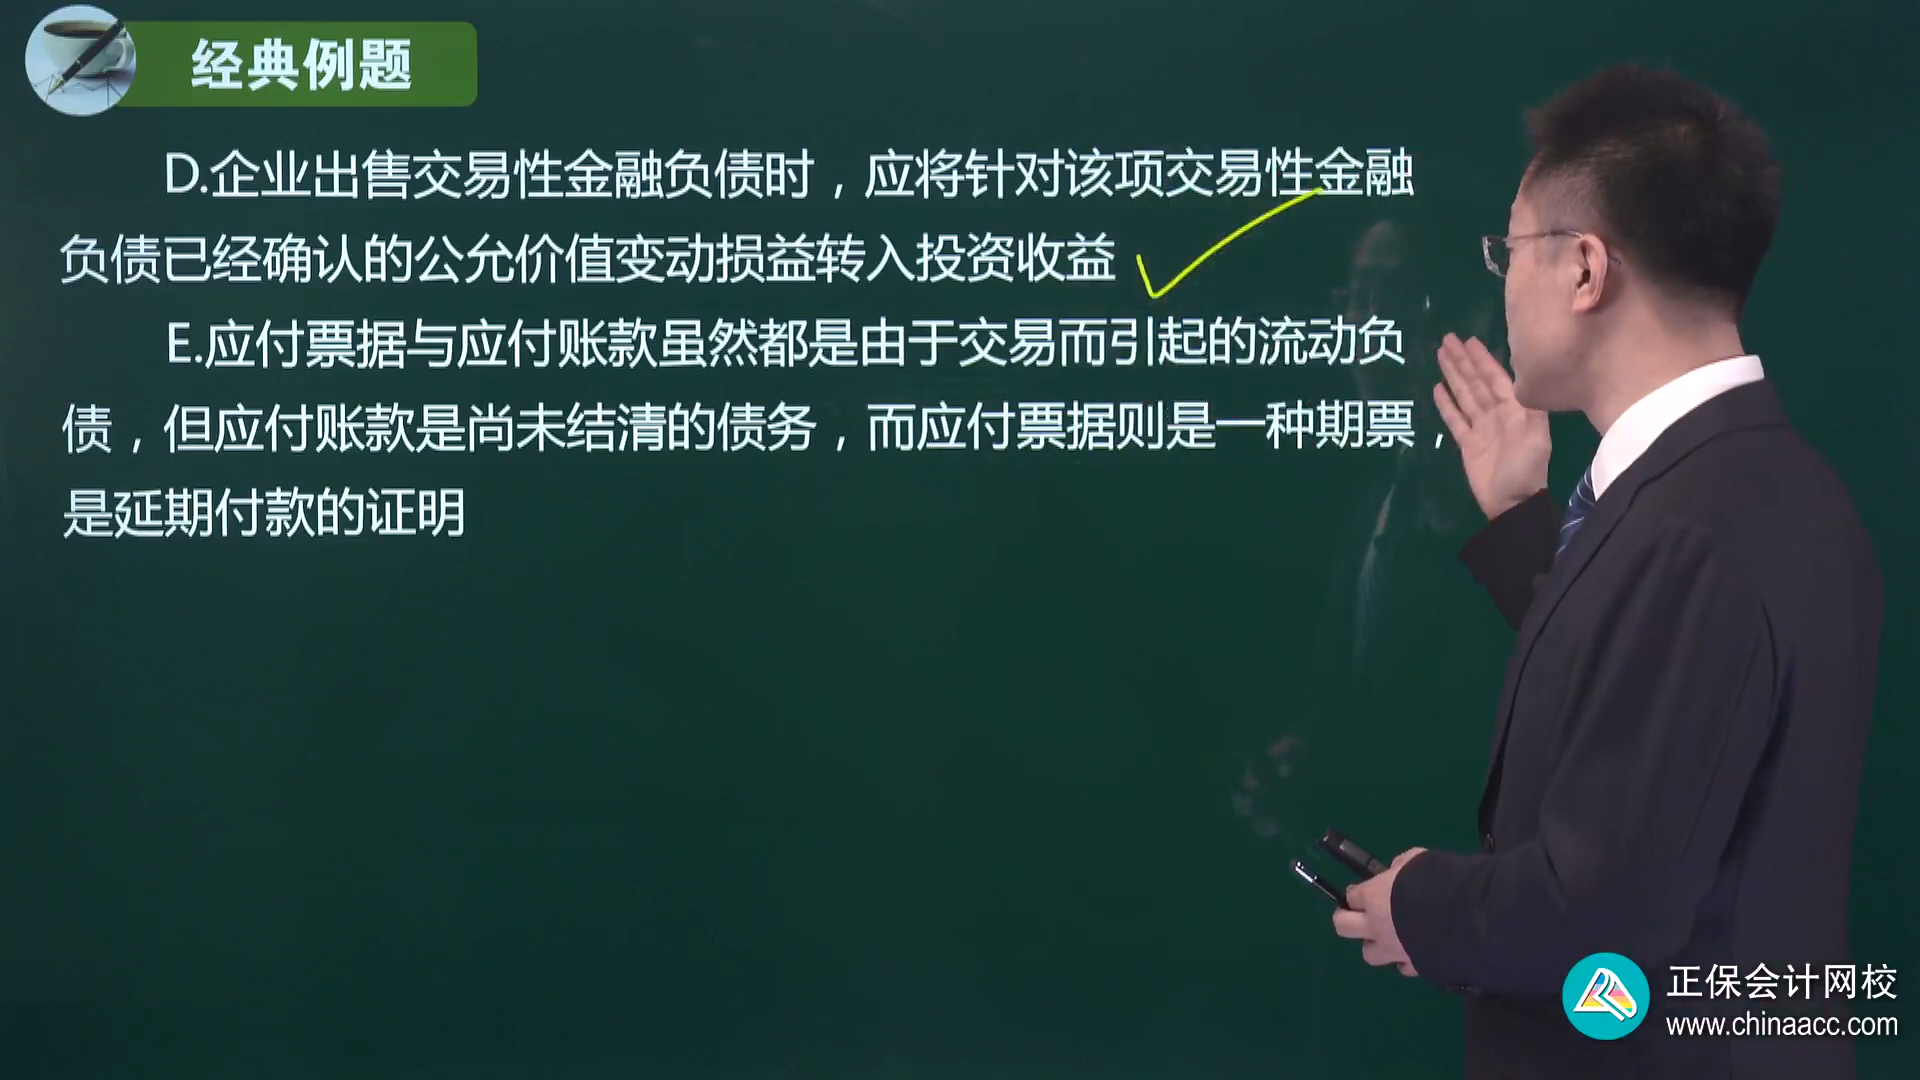 经典例题
D.企业出售交易性金融负债时，应将针对该项交易性金融
负债已经确认的公允价值变动损益转入投资收益
E.应付票据与应付账款虽然都是由于交易而引起的流动负
债，但应付账款是尚未结清的债务，而应付票据则是一种期票，
是延期付款的证明
正保会计网校
www.chinaacc.com